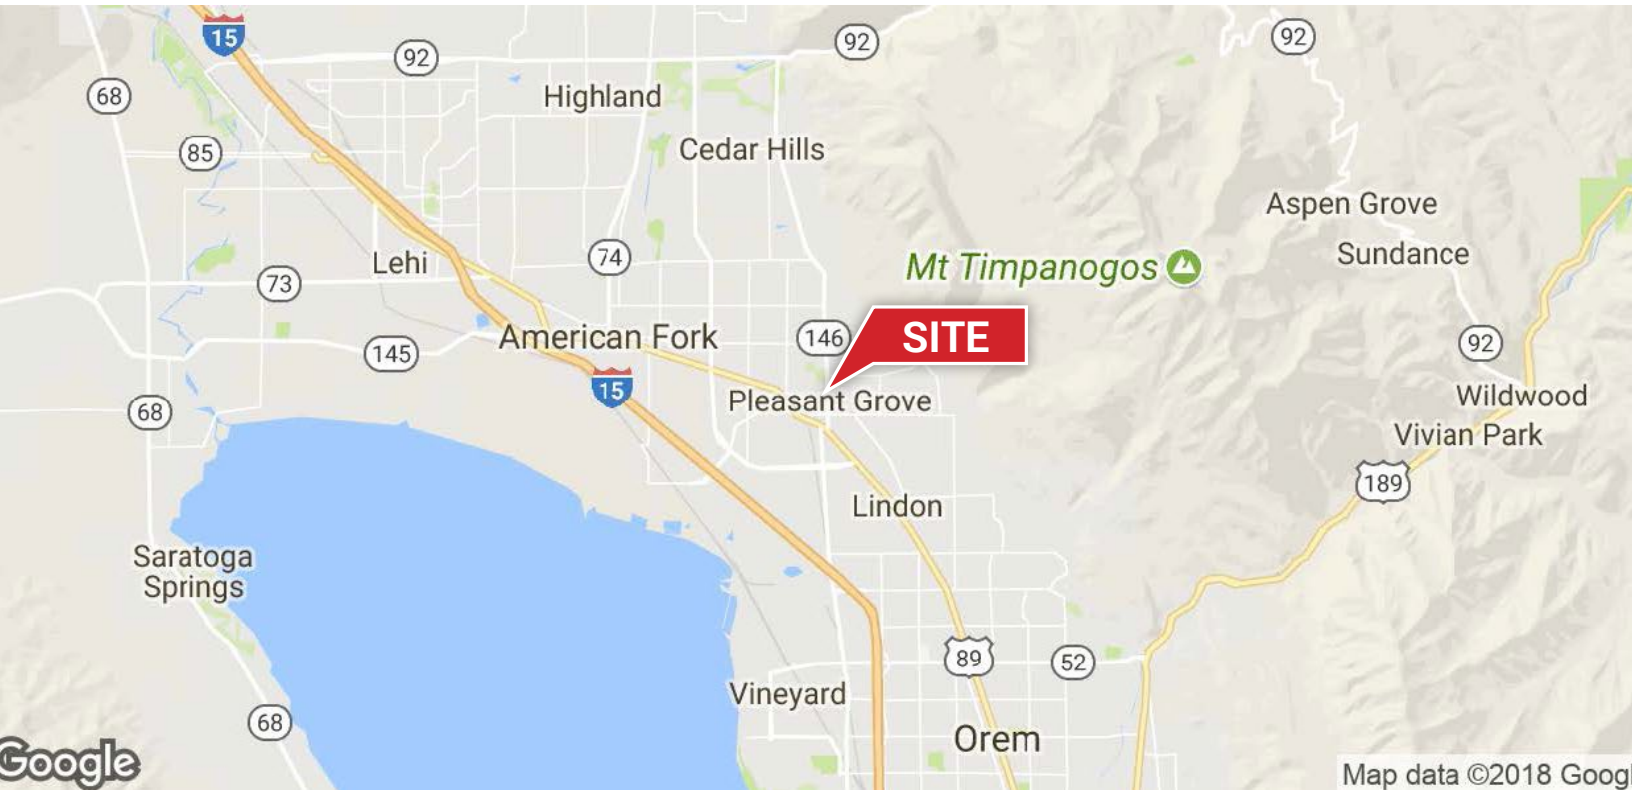 15
92
92
92
68
Highland
85
Cedar Hills
Aspen Grove
Sundance
Lehi
74
Mt Timpanogos
73
American Fork
146
SITE
145
92
15
Pleasant Grove
Wildwood
68
Vivian Park
189
Lindon
Saratoga
Springs
89
52
Vineyard
68
Orem
Google
Map data ©2018 Googl